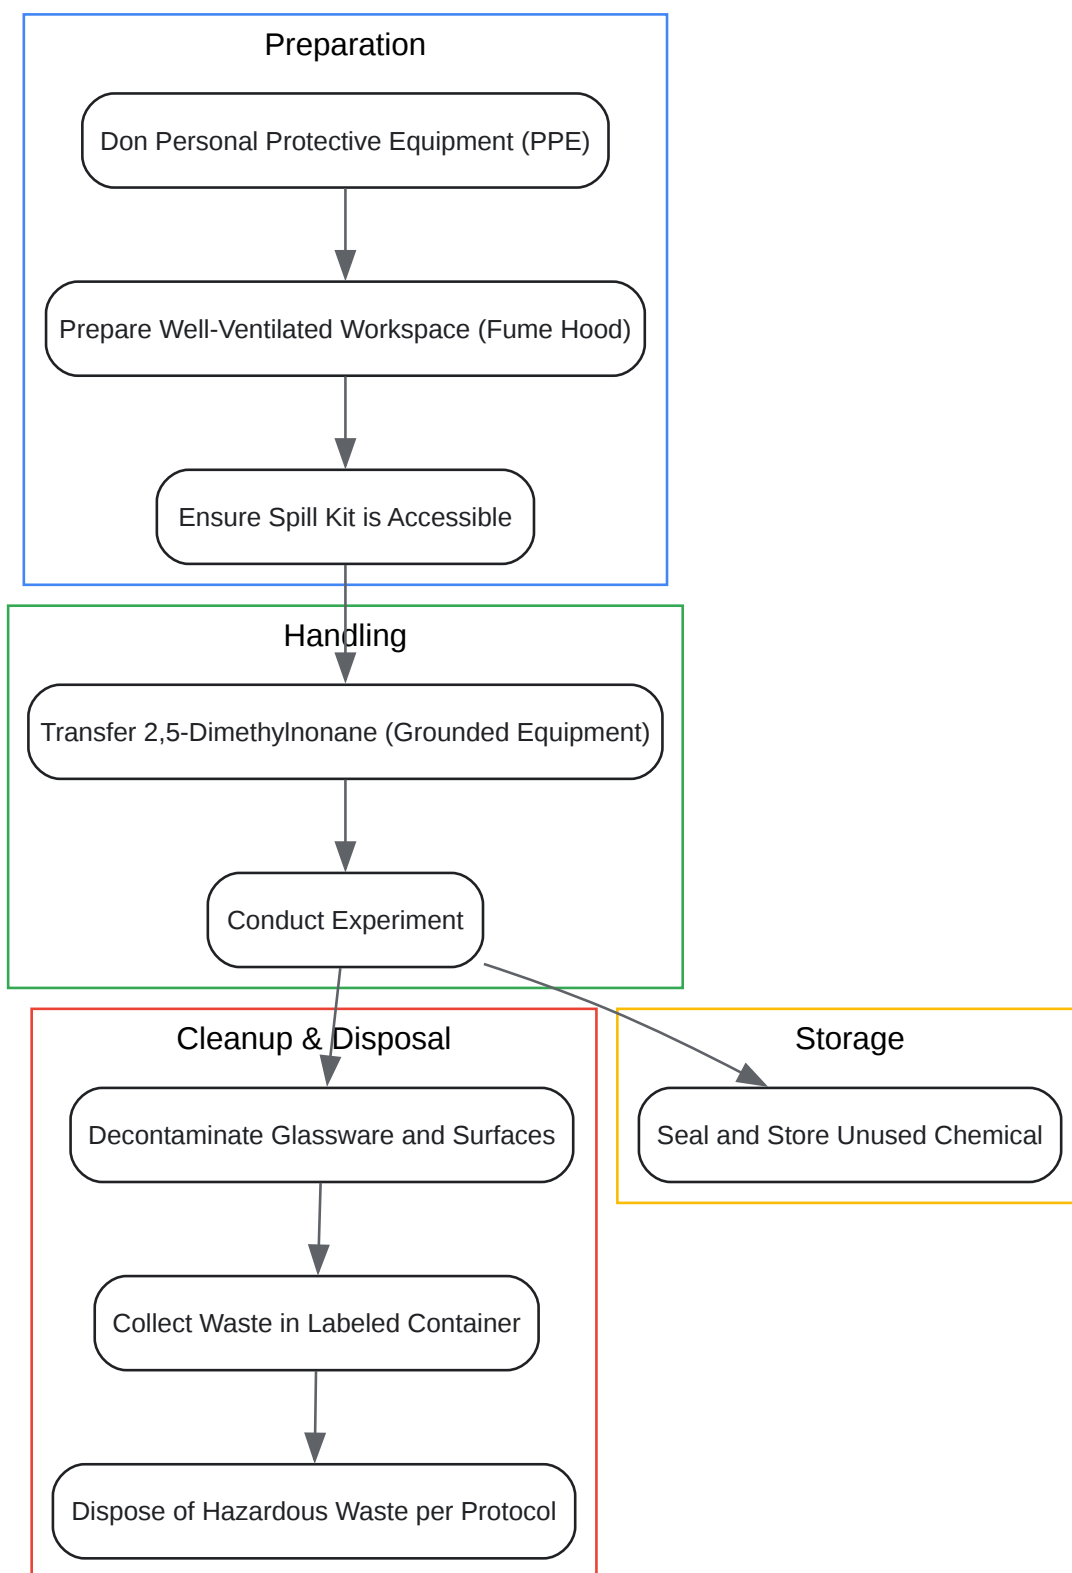 Preparation
Don Personal Protective Equipment (PPE)
Prepare Well-Ventilated Workspace (Fume Hood)
Ensure Spill Kit is Accessible
Handling
Transfer 2,5-Dimethylnonane (Grounded Equipment)
Conduct Experiment
Cleanup & Disposal
Decontaminate Glassware and Surfaces
Collect Waste in Labeled Container
Dispose of Hazardous Waste per Protocol
Storage
Seal and Store Unused Chemical